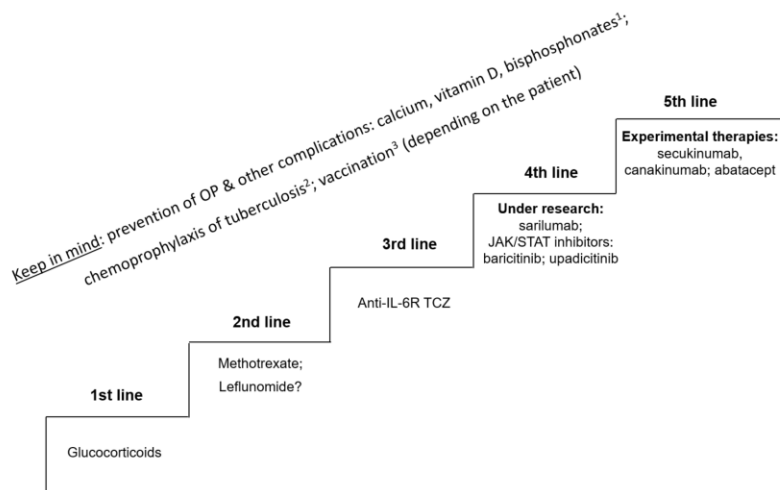 Keep in mind: prevention of OP & other complications: calcium, vitamin D, bisphosphonates¹;
chemoprophylaxis of tuberculosis²; vaccination³ (depending on the patient)
1st line
Glucocorticoids
2nd line
Methotrexate;
Leflunomide?
3rd line
Anti-IL-6R TCZ
4th line
Under research:
sarilumab;
JAK/STAT inhibitors:
baricitinib; upadicitinib
5th line
Experimental therapies:
secukinumab,
canakinumab; abatacept